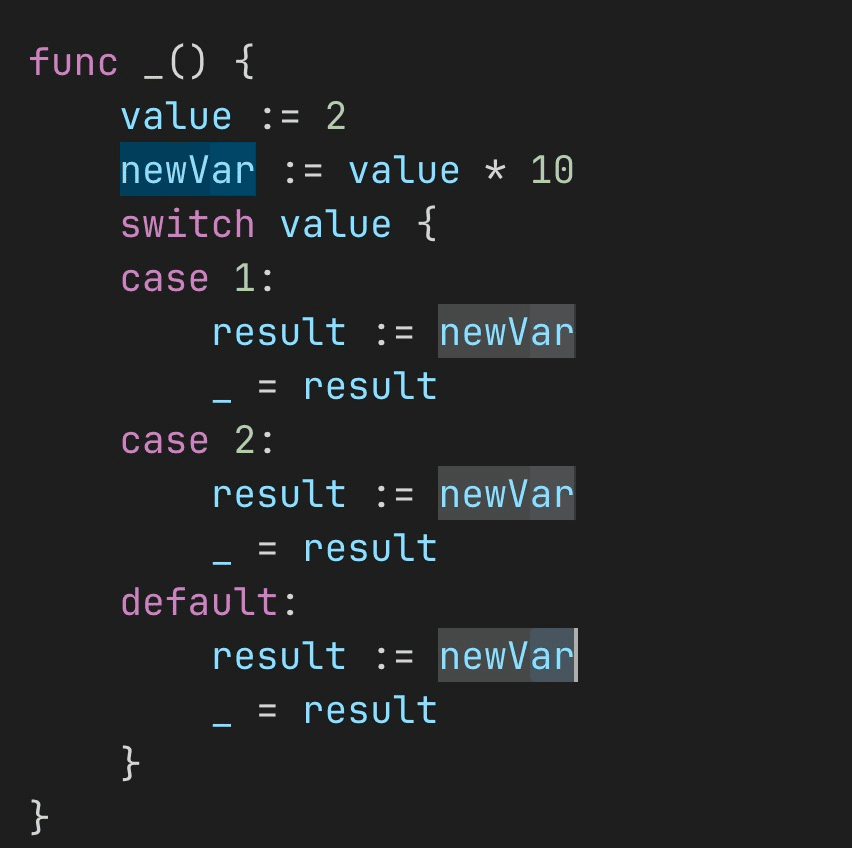 func _() {
    value := 2
    newVar := value * 10
    switch value {
    case 1:
        result := newVar
        _ = result
    case 2:
        result := newVar
        _ = result
    default:
        result := newVar
        _ = result
    }
}